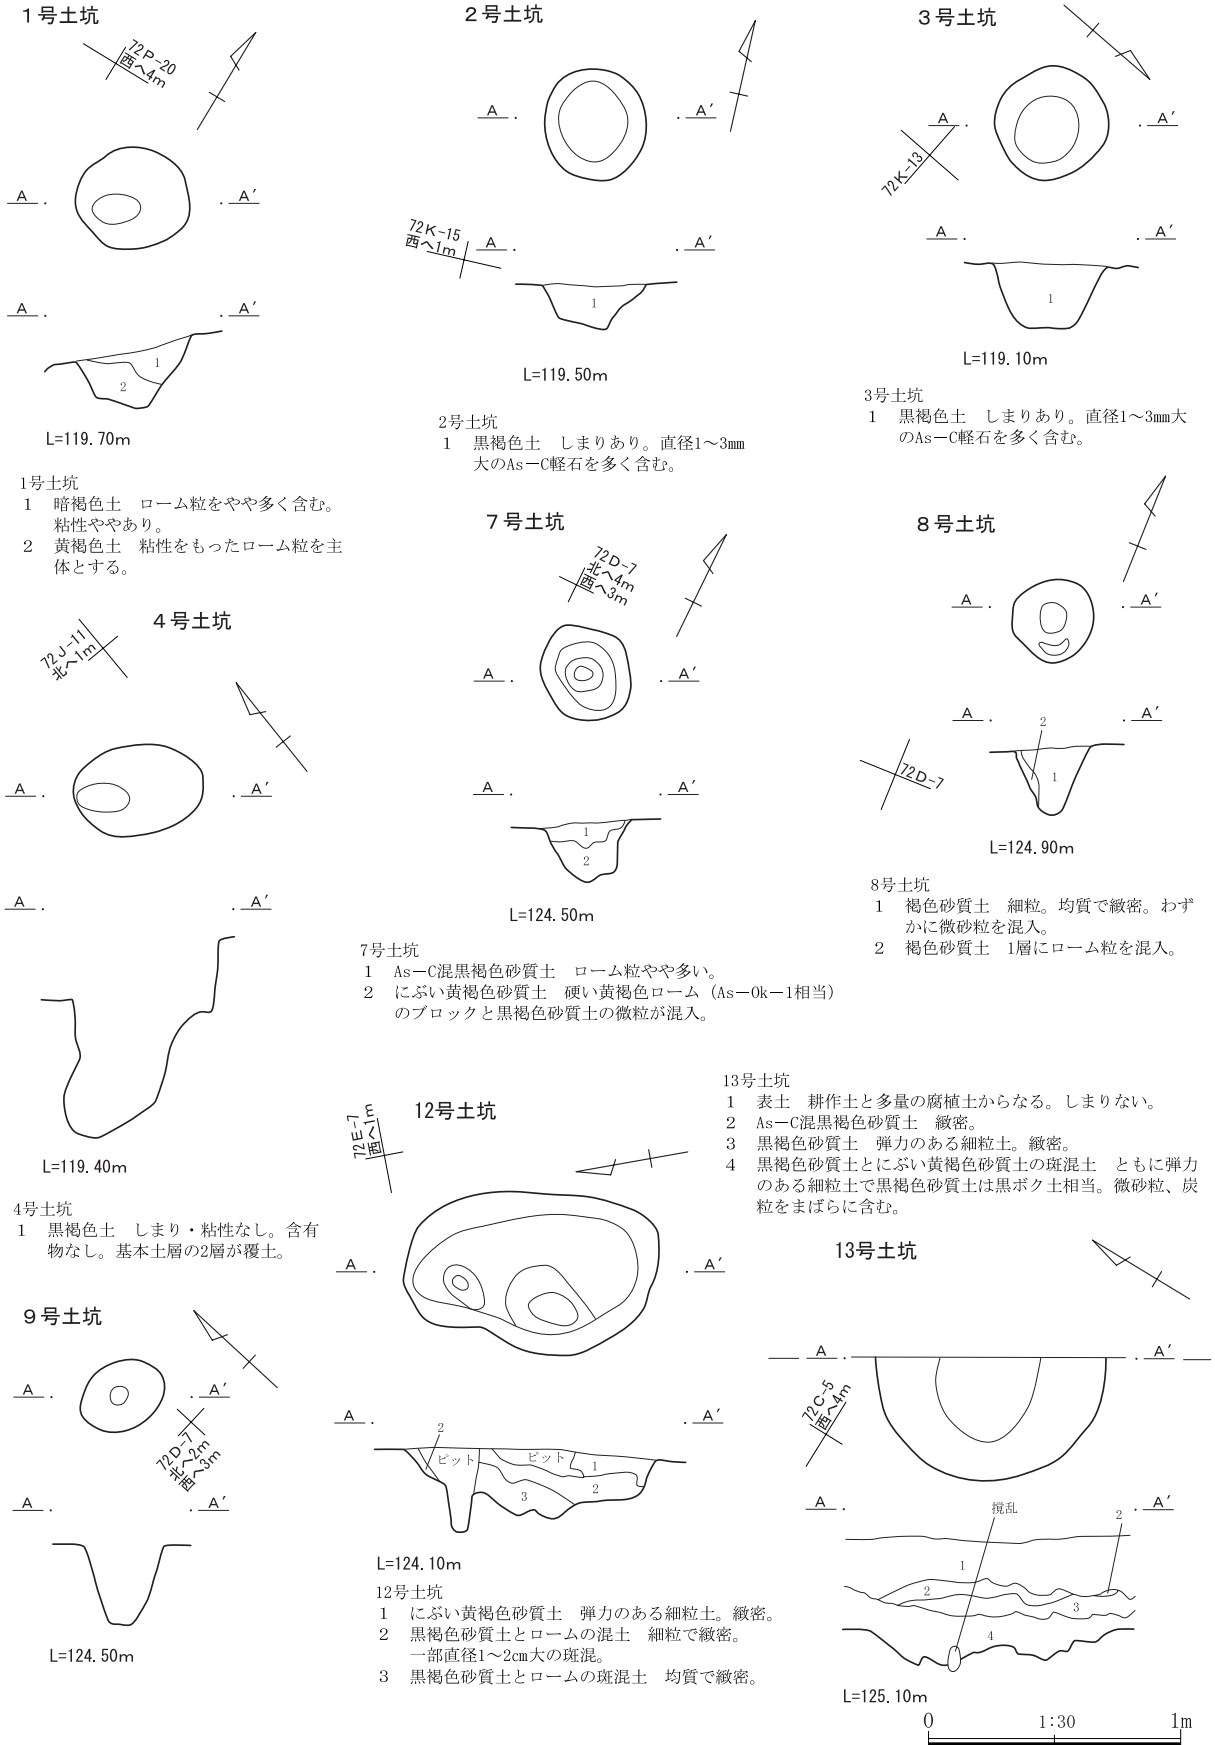 1号土坑
72P-20
西へ4m
A
A′
A
A′
1
2
L=119.70m
1号土坑
1 暗褐色土 ローム粒をやや多く含む。
粘性ややあり。
2 黄褐色土 粘性をもったローム粒を主
体とする。
2号土坑
A
A′
72K-15
西へ1m
A
A′
1
L=119.50m
2号土坑
1 黒褐色土 しまりあり。直径1～3mm
大のAs－C軽石を多く含む。
3号土坑
A
A′
72K-13
A
A′
1
L=119.10m
3号土坑
1 黒褐色土 しまりあり。直径1～3mm大
のAs－C軽石を多く含む。
4号土坑
72J-11
北へ1m
A
A′
A
A′
L=119.40m
4号土坑
1 黒褐色土 しまり・粘性なし。含有
物なし。基本土層の2層が覆土。
7号土坑
72D-7
北へ4m
西へ3m
A
A′
A
A′
1
2
L=124.50m
7号土坑
1 As－C混黒褐色砂質土 ローム粒やや多い。
2 にぶい黄褐色砂質土 硬い黄褐色ローム（As－Ok－1相当）
のブロックと黒褐色砂質土の微粒が混入。
8号土坑
A
A′
A
A′
2
1
72D-7
L=124.90m
8号土坑
1 褐色砂質土 細粒。均質で緻密。わず
かに微砂粒を混入。
2 褐色砂質土 1層にローム粒を混入。
9号土坑
A
A′
72D-7
北へ2m
西へ3m
A
A′
L=124.50m
12号土坑
72E-7
西へ1m
A
A′
A
A′
2
ピット
ピット
1
2
3
L=124.10m
12号土坑
1 にぶい黄褐色砂質土 弾力のある細粒土。緻密。
2 黒褐色砂質土とロームの混土 細粒で緻密。
一部直径1～2cm大の斑混。
3 黒褐色砂質土とロームの斑混土 均質で緻密。
13号土坑
1 表土 耕作土と多量の腐植土からなる。しまりない。
2 As－C混黒褐色砂質土 緻密。
3 黒褐色砂質土 弾力のある細粒土。緻密。
4 黒褐色砂質土とにぶい黄褐色砂質土の斑混土 ともに弾力
のある細粒土で黒褐色砂質土は黒ボク土相当。微砂粒、炭
粒をまばらに含む。
13号土坑
A
A′
72C-5
西へ4m
A
A′
撹乱
2
1
2
3
4
L=125.10m
0 1:30 1m